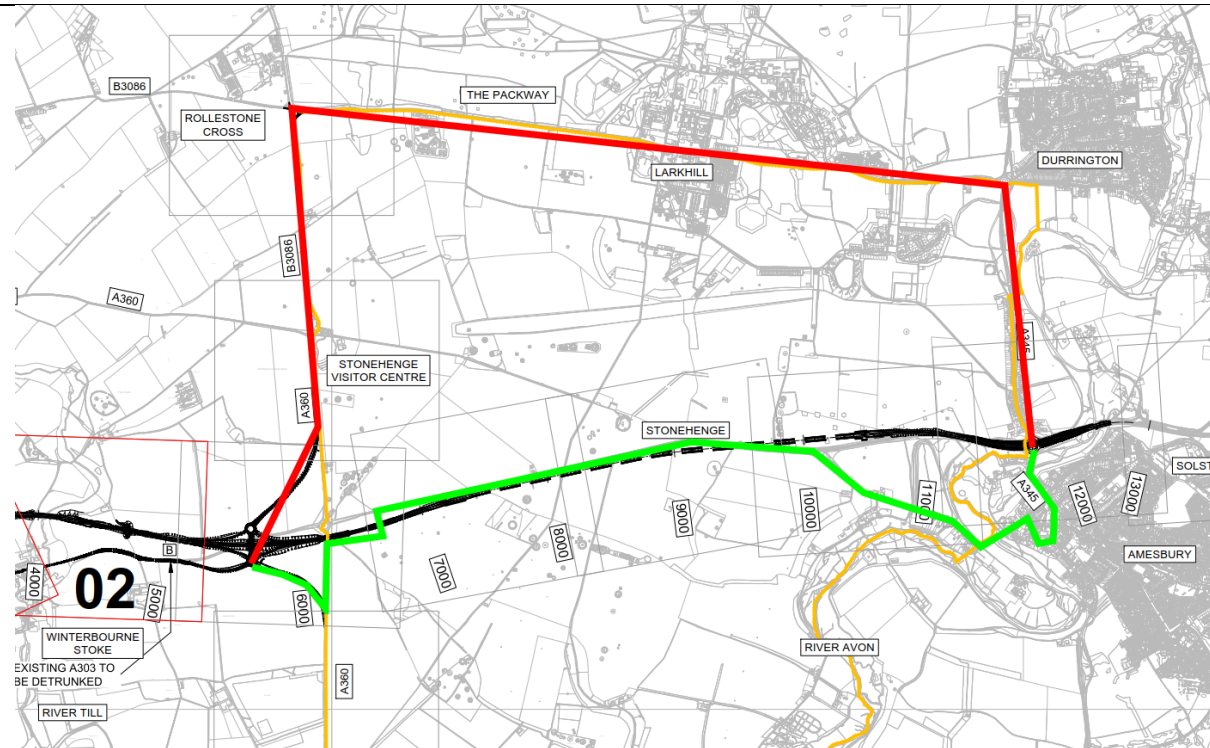 B3086
THE PACKWAY
ROLLESTONE
CROSS
DURRINGTON
LARKHILL
B3086
A360
A345
STONEHENGE
VISITOR CENTRE
A360
STONEHENGE
SOLST
A345
11000
12000
13000
10000
9000
8000
7000
6000
5000
4000
B
02
AMESBURY
WINTERBOURNE
STOKE
EXISTING A303 TO
BE DETRUNKED
RIVER AVON
A360
RIVER TILL